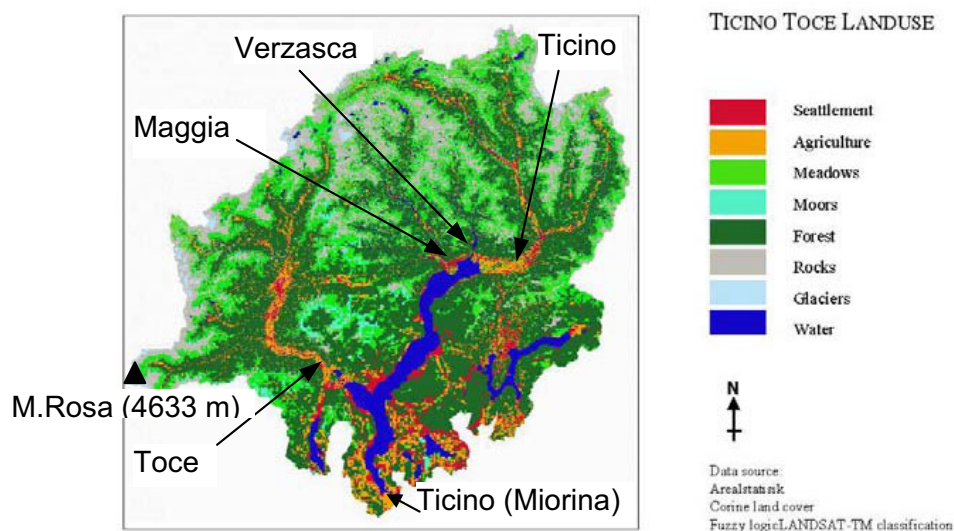 Verzasca
Ticino
Maggia
M.Rosa (4633 m)
Toce
Ticino (Miorina)
TICINO TOCE LANDUSE
Seattlement
Agriculture
Meadows
Moors
Forest
Rocks
Glaciers
Water
N
Data source:
Arealstatisik
Corine land cover
Fuzzy logicLANDSAT-TM classification